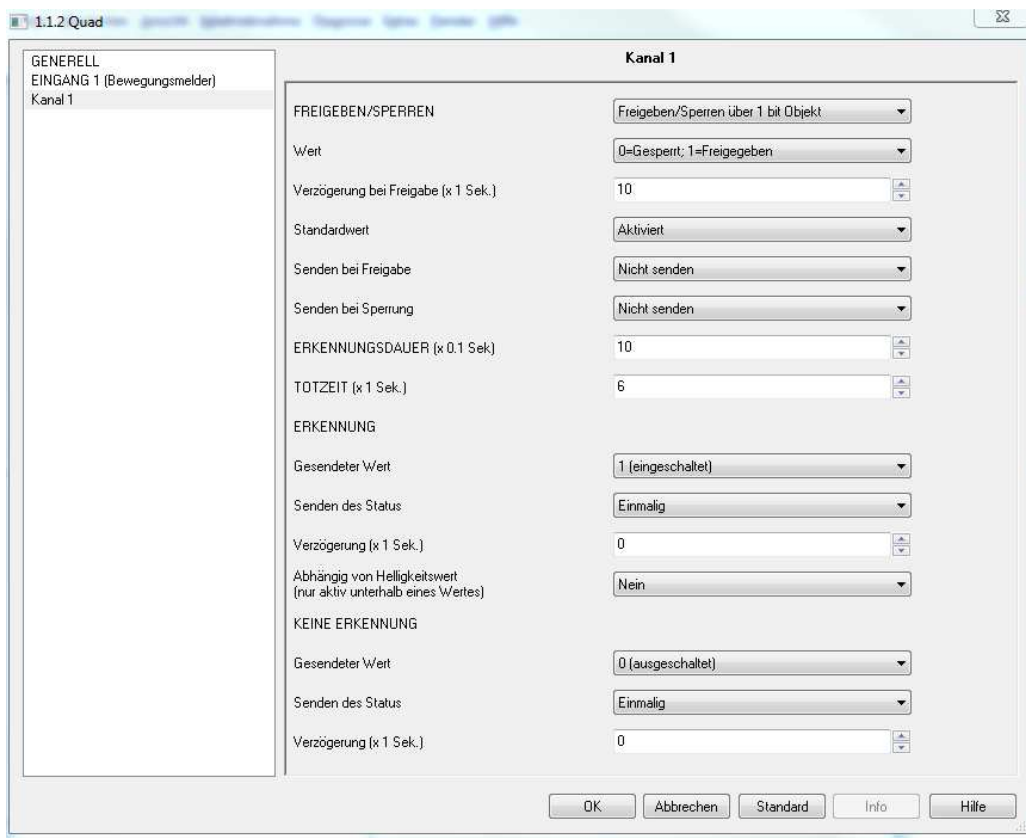 1.1.2 Quad
GENERELL
EINGANG 1 (Bewegungsmelder)
Kanal 1
Kanal 1
FREIGEBEN/SPERREN Freigeben/Sperren über 1 bit Objekt
Wert 0=Gesperrt; 1=Freigegeben
Verzögerung bei Freigabe (x 1 Sek.) 10
Standardwert Aktiviert
Senden bei Freigabe Nicht senden
Senden bei Sperrung Nicht senden
ERKENNUNGSDAUER (x 0.1 Sek) 10
TOTZEIT (x 1 Sek.) 6
ERKENNUNG
Gesendeter Wert 1 (eingeschaltet)
Senden des Status Einmalig
Verzögerung (x 1 Sek.) 0
Abhängig von Helligkeitswert
(nur aktiv unterhalb eines Wertes) Nein
KEINE ERKENNUNG
Gesendeter Wert 0 (ausgeschaltet)
Senden des Status Einmalig
Verzögerung (x 1 Sek.) 0
OK Abbrechen Standard Info Hilfe